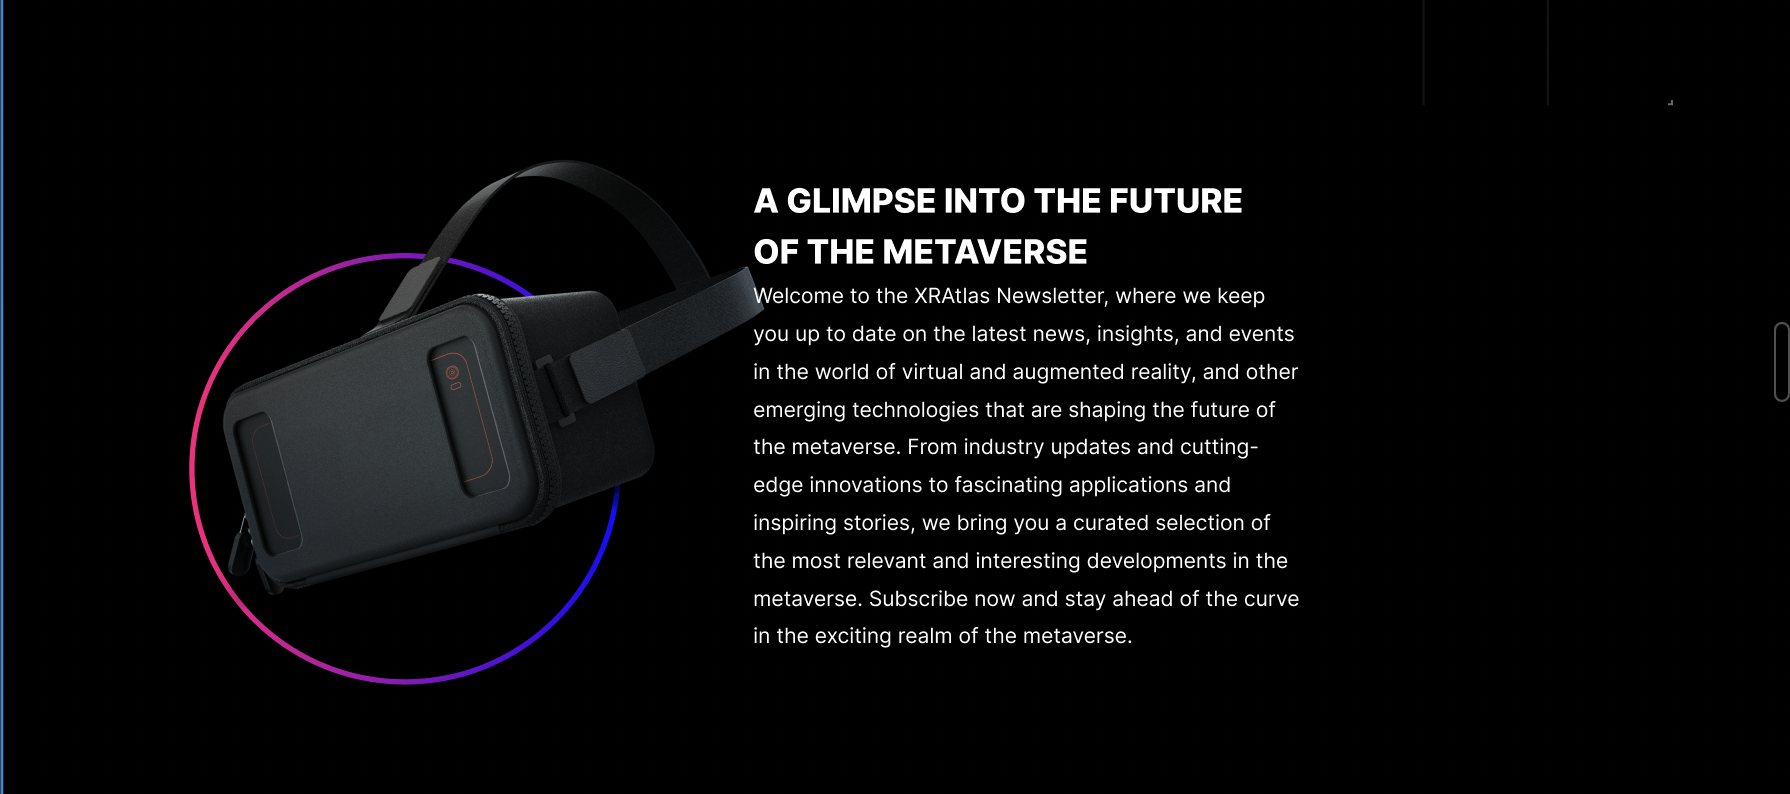 A GLIMPSE INTO THE FUTURE
OF THE METAVERSE
Welcome to the XRAtlas Newsletter, where we keep
you up to date on the latest news, insights, and events
in the world of virtual and augmented reality, and other
emerging technologies that are shaping the future of
the metaverse. From industry updates and cutting-
edge innovations to fascinating applications and
inspiring stories, we bring you a curated selection of
the most relevant and interesting developments in the
metaverse. Subscribe now and stay ahead of the curve
in the exciting realm of the metaverse.